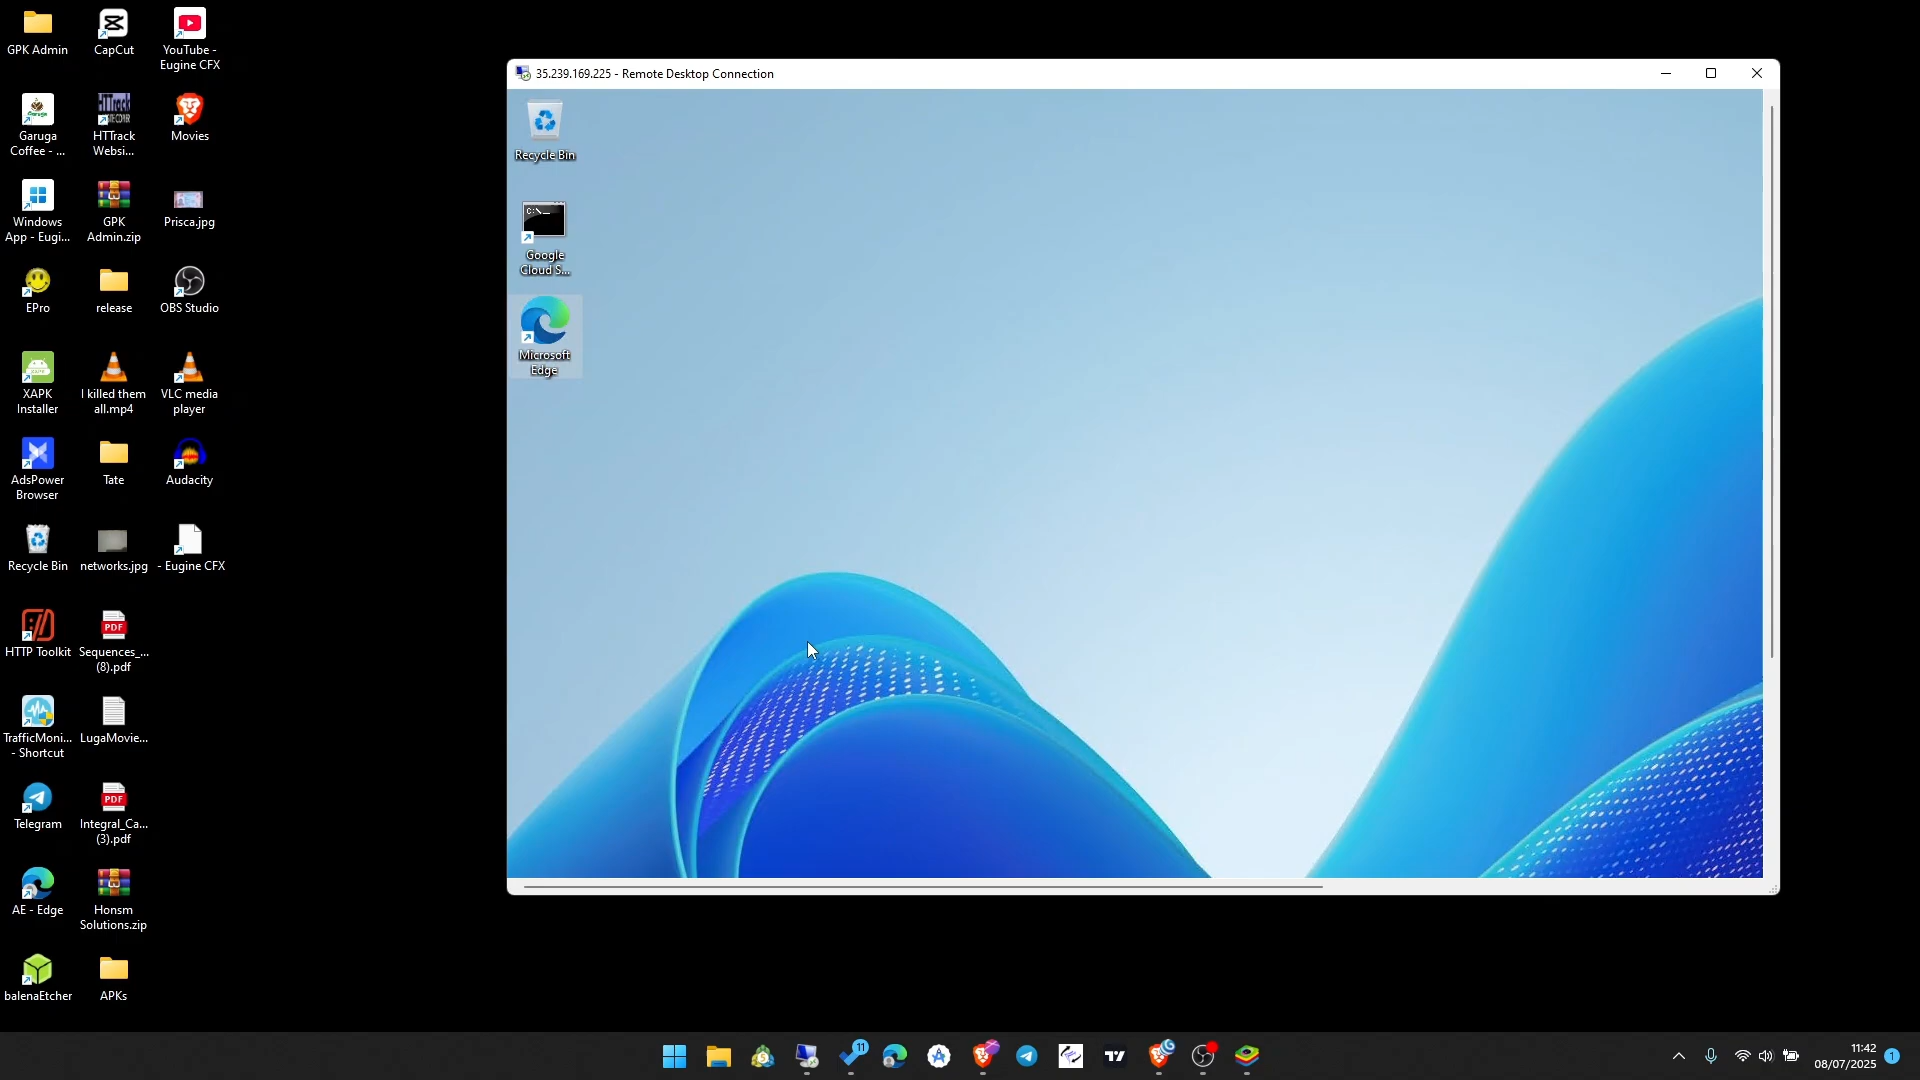 GPK Admin
CapCut
YouTube -
Eugine CFX
Garuga
Coffee - ...
HTTrack
Websi...
Movies
Windows
App - Eugi...
GPK
Admin.zip
Prisca.jpg
EPro
release
OBS Studio
XAPK
Installer
I killed them
all.mp4
VLC media
player
AdsPower
Browser
Tate
Audacity
Recycle Bin
networks.jpg
- Eugine CFX
HTTP Toolkit
PDF
Sequences_...
(8).pdf
TrafficMoni...
- Shortcut
LugaMovie...
Telegram
PDF
Integral_Ca...
(3).pdf
AE - Edge
Honsm
Solutions.zip
balenaEtcher
APKs
35.239.169.225 - Remote Desktop Connection
Recycle Bin
C:\._
Google
Cloud S...
Microsoft
Edge
11
11:42
08/07/2025
1